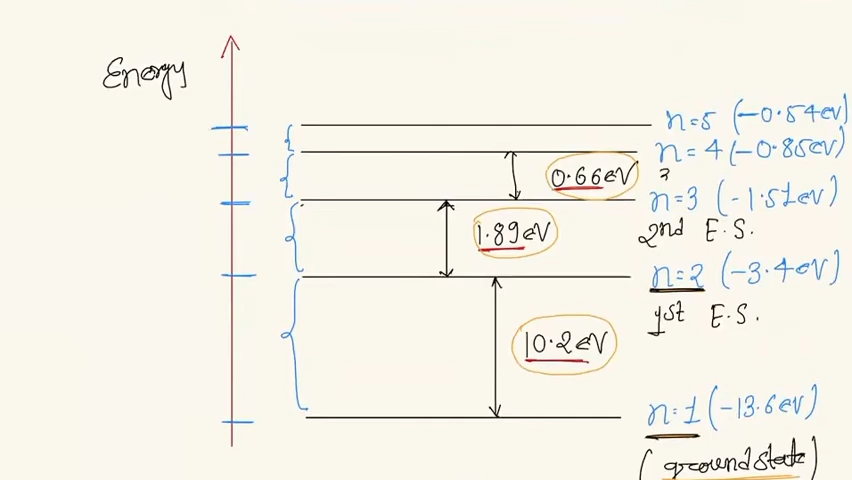 Energy
n=5 (-0.54eV)
n=4 (-0.85eV)
0.66eV
n=3 (-1.51eV)
2nd E.S.
1.89eV
n=2 (-3.4eV)
1st E.S.
10.2eV
n=1 (-13.6eV)
(ground state)